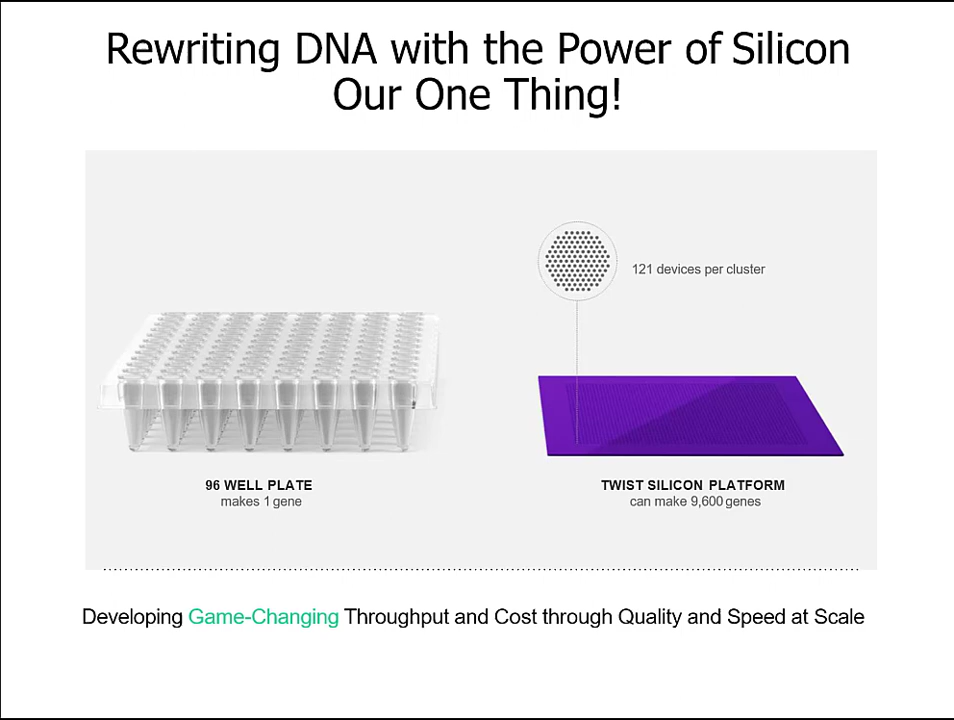 Rewriting DNA with the Power of Silicon
Our One Thing!
121 devices per cluster
96 WELL PLATE
makes 1 gene
TWIST SILICON PLATFORM
can make 9,600 genes
Developing Game-Changing Throughput and Cost through Quality and Speed at Scale